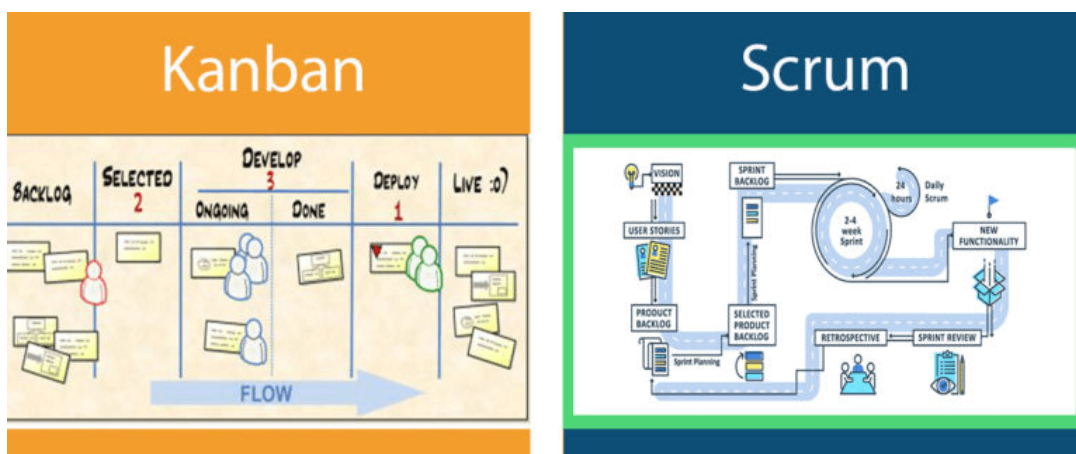 Kanban
BACKLOG
SELECTED
2
DEVELOP
3
ONGOING
DONE
DEPLOY
1
LIVE :o)
FLOW
Scrum
VISION
USER STORIES
PRODUCT
BACKLOG
Sprint Planning
SELECTED
PRODUCT
BACKLOG
Sprint Planning
SPRINT
BACKLOG
2-4
week
Sprint
24
hours
Daily
Scrum
NEW
FUNCTIONALITY
SPRINT REVIEW
RETROSPECTIVE